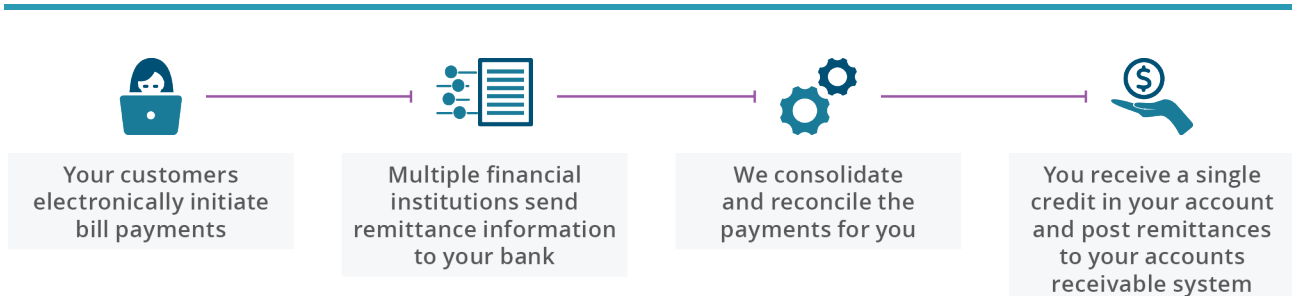 Your customers
electronically initiate
bill payments
Multiple financial
institutions send
remittance information
to your bank
We consolidate
and reconcile the
payments for you
You receive a single
credit in your account
and post remittances
to your accounts
receivable system
$